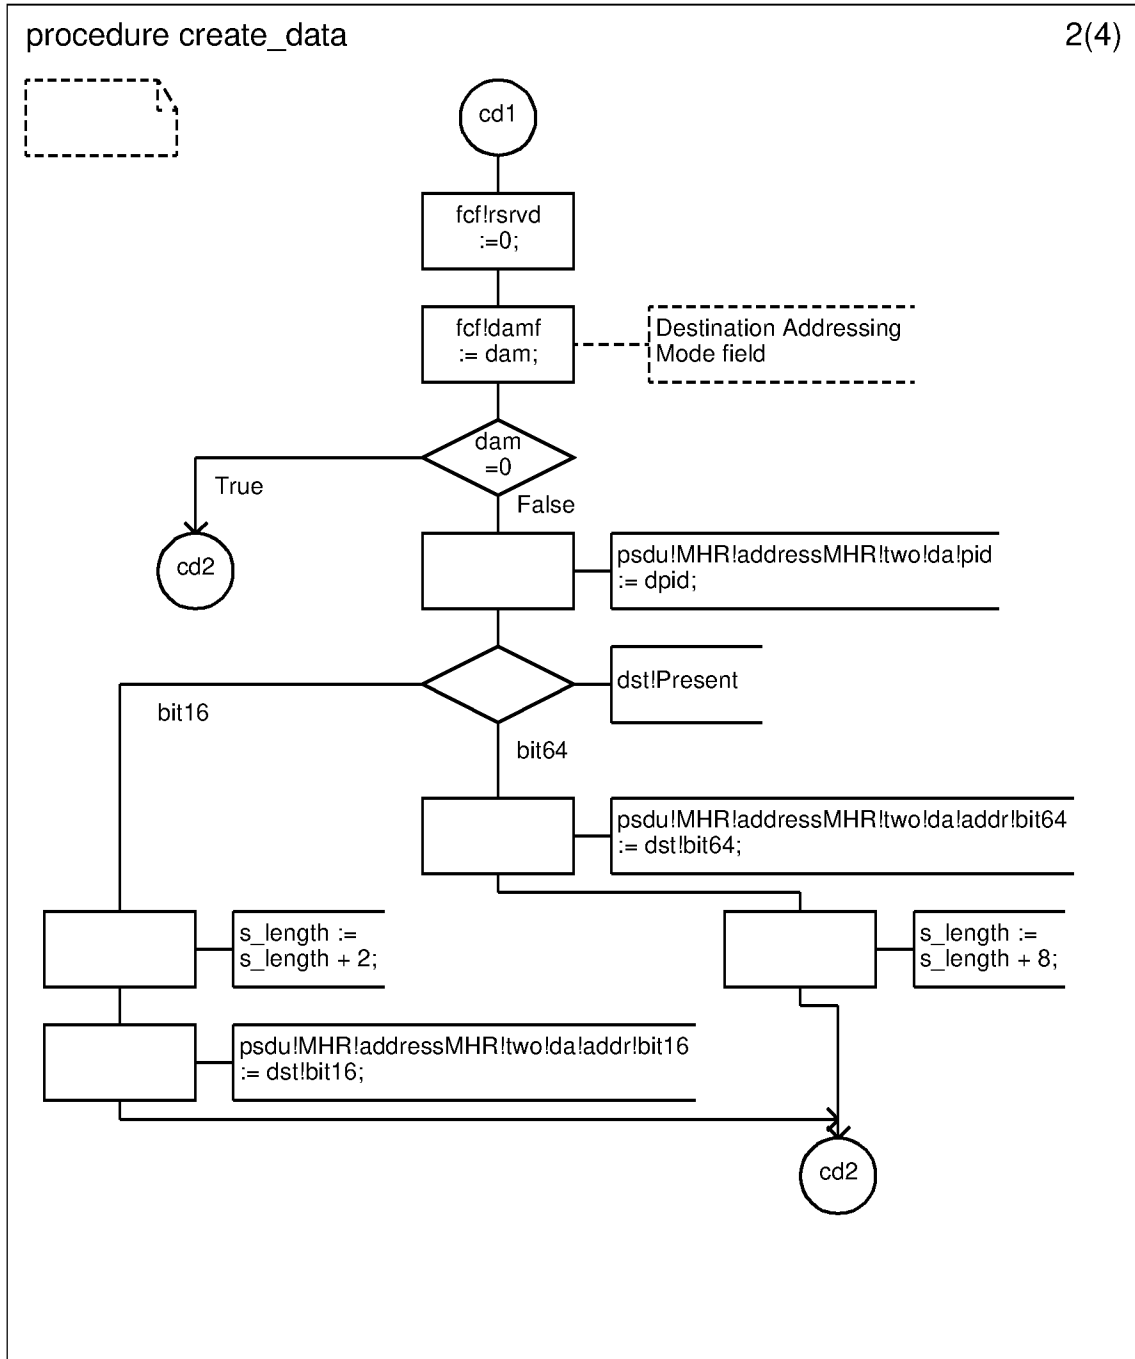 procedure create_data
2(4)
cd1
fcf!rsrvd
:=0;
fcf!damf
:= dam;
Destination Addressing
Mode field
dam
=0
True
False
cd2
psdu!MHR!addressMHR!two!da!pid
:= dpid;
dst!Present
bit16
bit64
psdu!MHR!addressMHR!two!da!addr!bit64
:= dst!bit64;
s_length :=
s_length + 2;
s_length :=
s_length + 8;
psdu!MHR!addressMHR!two!da!addr!bit16
:= dst!bit16;
cd2